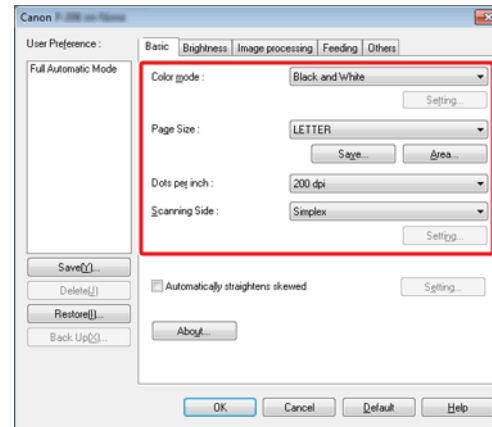 Canon
User Preference :
Full Automatic Mode
Save(Y)...
Delete(J)
Restore(I)...
Back Up(X)...
Basic Brightness Image processing Feeding Others
Color mode : Black and White
Setting...
Page Size : LETTER
Save... Area...
Dots per inch : 200 dpi
Scanning Side : Simplex
Setting...
Automatically straightens skewed Setting...
About...
OK Cancel Default Help